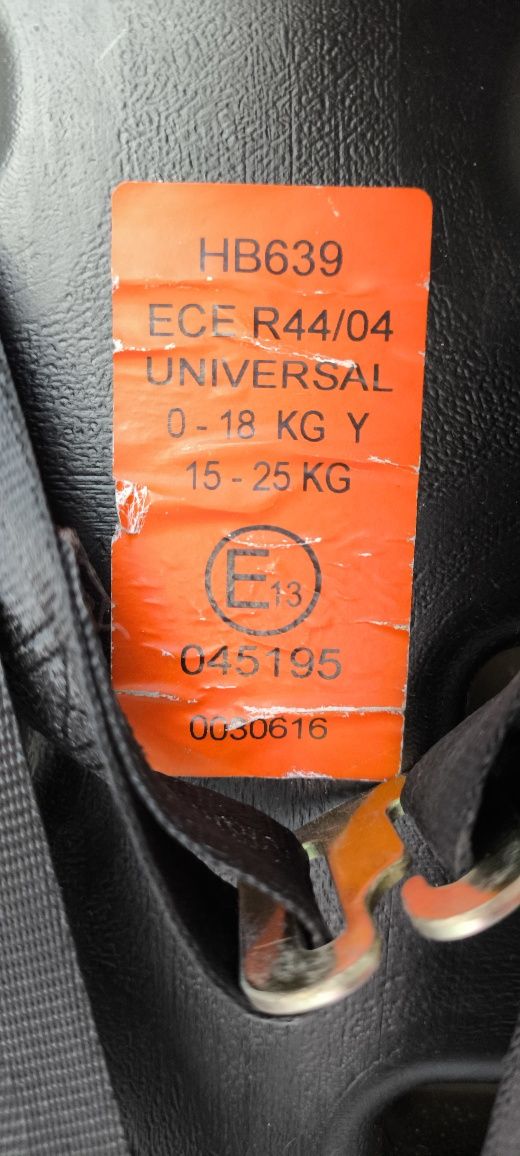 HB639
ECE R44/04
UNIVERSAL
0 - 18 KG Y
15 - 25 KG
E13
045195
0030616